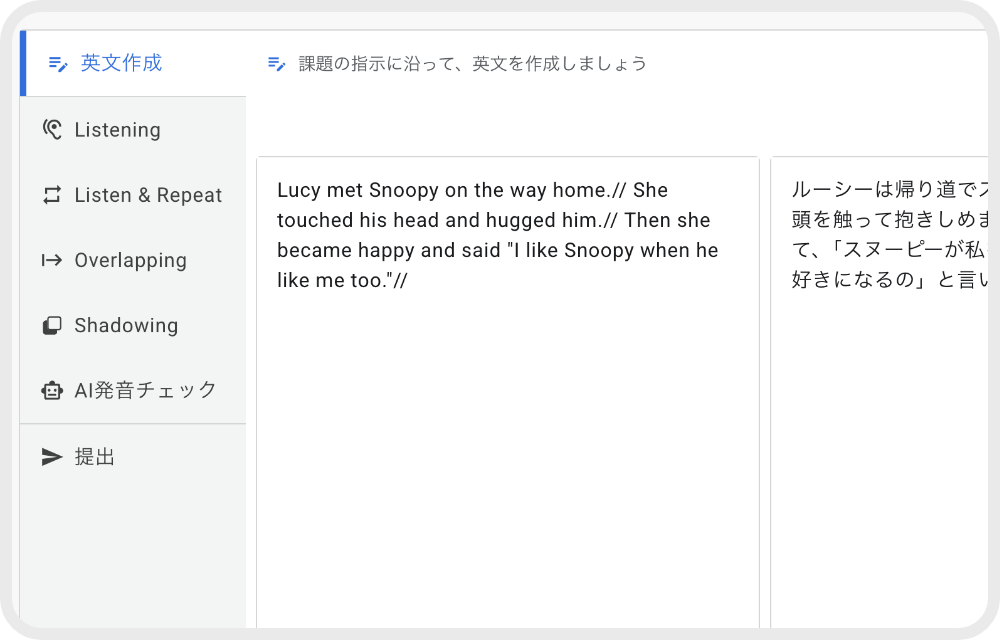 英文作成
Listening
Listen & Repeat
Overlapping
Shadowing
AI発音チェック
提出
課題の指示に沿って、英文を作成しましょう
Lucy met Snoopy on the way home.// She
touched his head and hugged him.// Then she
became happy and said "I like Snoopy when he
like me too."//
ルーシーは帰り道でス
頭を触って抱きしめま
て、「スヌーピーが私
好きになるの」と言い